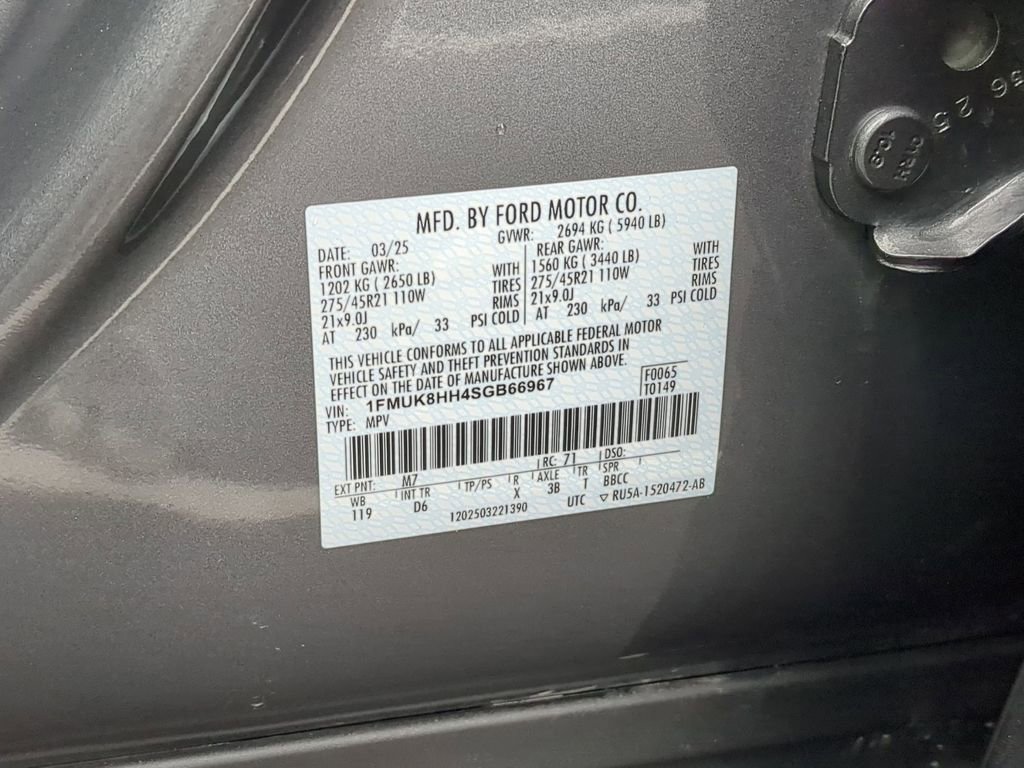 MFD. BY FORD MOTOR CO.
DATE: 03/25 GVWR: 2694 KG ( 5940 LB)
FRONT GAWR: WITH
1202 KG ( 2650 LB) TIRES
275/45R21 110W RIMS
21x9.0J
AT 230 kPa/ 33 PSI COLD
REAR GAWR: WITH
1560 KG ( 3440 LB) TIRES
275/45R21 110W RIMS
21x9.0J
AT 230 kPa/ 33 PSI COLD
THIS VEHICLE CONFORMS TO ALL APPLICABLE FEDERAL MOTOR
VEHICLE SAFETY AND THEFT PREVENTION STANDARDS IN
EFFECT ON THE DATE OF MANUFACTURE SHOWN ABOVE.
VIN: 1FMUK8HH4SGB66967
TYPE: MPV
F0065
T0149
EXT PNT: M7 RC: 71 DSO:
WB INT TR TP/PS R AXLE TR SPR
119 D6 X 3B T BBCC
1202503221390 UTC ▽ RU5A-1520472-AB
56 25
10.9